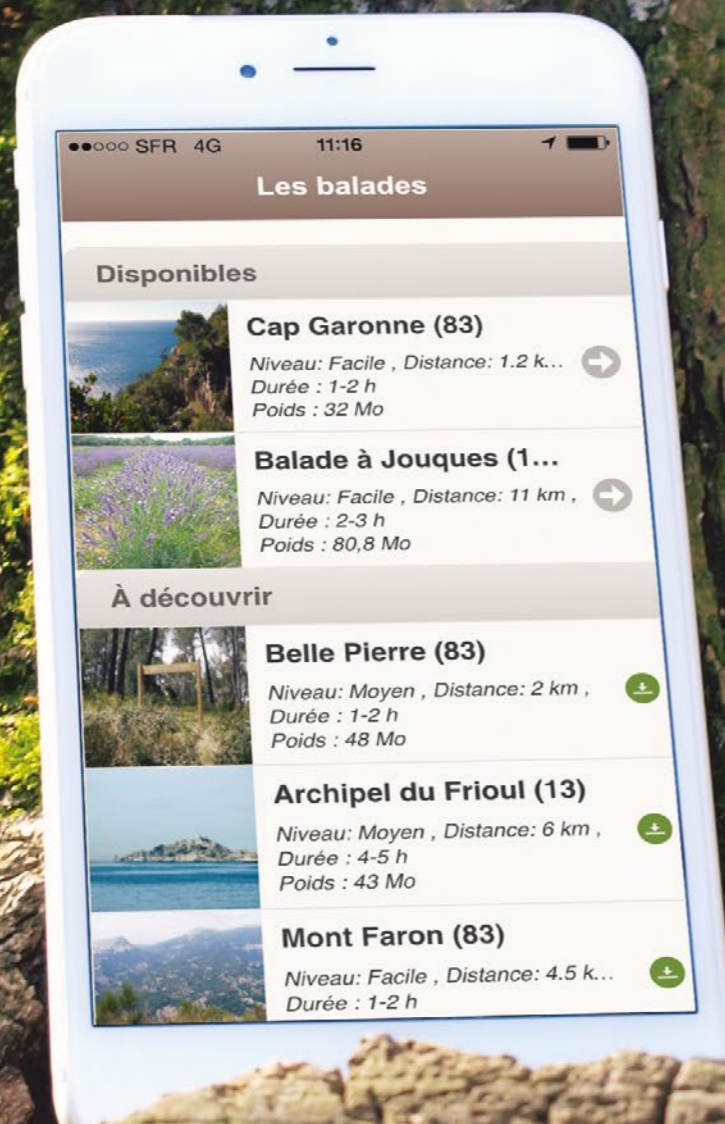 ●●○○○ SFR 4G 11:16
Les balades
Disponibles
Cap Garonne (83)
Niveau: Facile , Distance: 1.2 k...
Durée : 1-2 h
Poids : 32 Mo
Balade à Jouques (1...
Niveau: Facile , Distance: 11 km ,
Durée : 2-3 h
Poids : 80,8 Mo
À découvrir
Belle Pierre (83)
Niveau: Moyen , Distance: 2 km ,
Durée : 1-2 h
Poids : 48 Mo
Archipel du Frioul (13)
Niveau: Moyen , Distance: 6 km ,
Durée : 4-5 h
Poids : 43 Mo
Mont Faron (83)
Niveau: Facile , Distance: 4.5 k...
Durée : 1-2 h